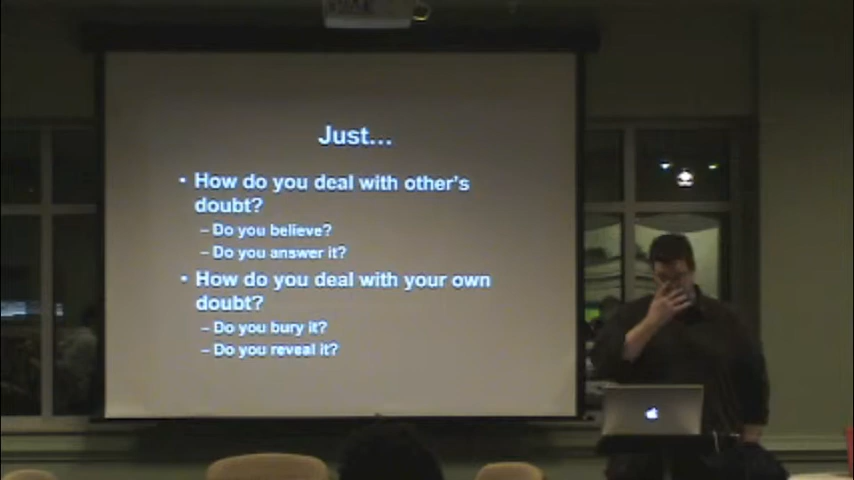 Just...
• How do you deal with other's
doubt?
– Do you believe?
– Do you answer it?
• How do you deal with your own
doubt?
– Do you bury it?
– Do you reveal it?